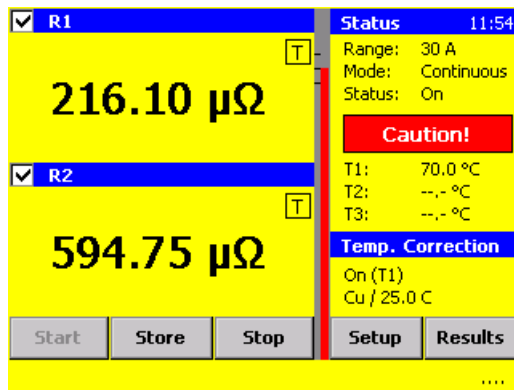 R1
T
216.10 µΩ
R2
T
594.75 µΩ
Start
Store
Stop
Status 11:54
Range: 30 A
Mode: Continuous
Status: On
Caution!
T1: 70.0 °C
T2: --.- °C
T3: --.- °C
Temp. Correction
On (T1)
Cu / 25.0 C
Setup
Results
....